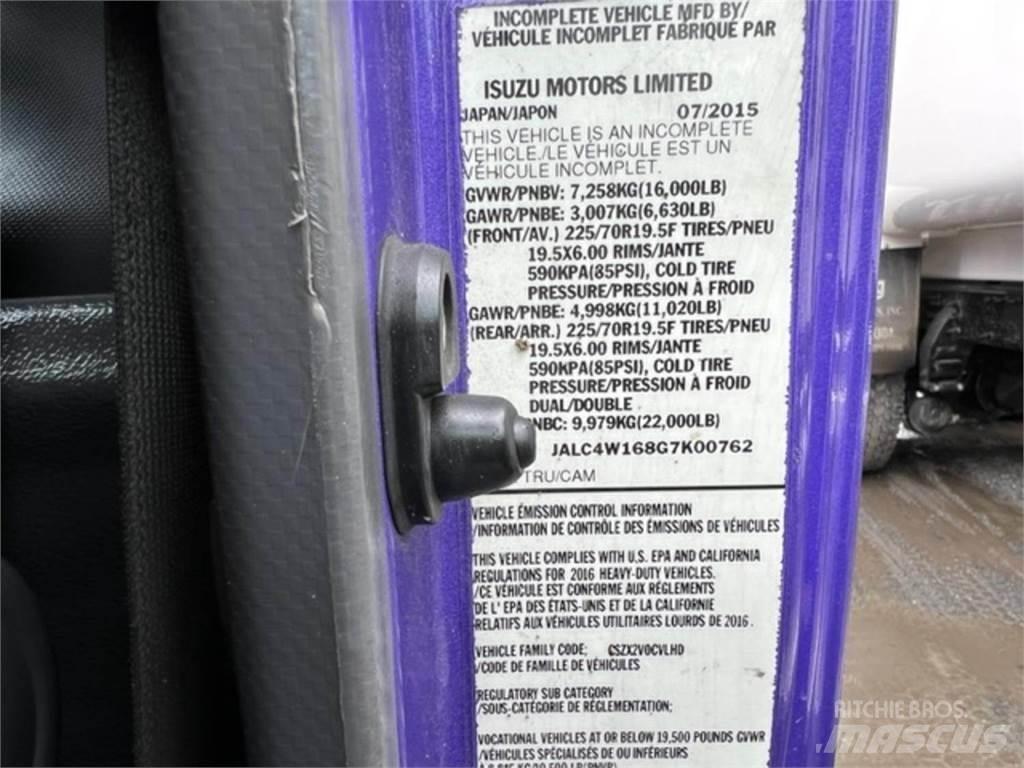 INCOMPLETE VEHICLE MFD BY/
VÉHICULE INCOMPLET FABRIQUE PAR
ISUZU MOTORS LIMITED
JAPAN/JAPON 07/2015
THIS VEHICLE IS AN INCOMPLETE
VEHICLE./LE VÉHICULE EST UN
VÉHICULE INCOMPLET.
GVWR/PNBV: 7,258KG(16,000LB)
GAWR/PNBE: 3,007KG(6,630LB)
(FRONT/AV.) 225/70R19.5F TIRES/PNEU
19.5X6.00 RIMS/JANTE
590KPA(85PSI), COLD TIRE
PRESSURE/PRESSION À FROID
GAWR/PNBE: 4,998KG(11,020LB)
(REAR/ARR.) 225/70R19.5F TIRES/PNEU
19.5X6.00 RIMS/JANTE
590KPA(85PSI), COLD TIRE
PRESSURE/PRESSION À FROID
DUAL/DOUBLE
NBC: 9,979KG(22,000LB)
JALC4W168G7K00762
TRU/CAM
VEHICLE ÉMISSION CONTROL INFORMATION
/INFORMATION DE CONTRÔLE DES ÉMISSIONS DE VÉHICULES
THIS VEHICLE COMPLIES WITH U.S. EPA AND CALIFORNIA
REGULATIONS FOR 2016 HEAVY-DUTY VEHICLES.
/CE VÉHICULE EST CONFORME AUX RÉGLEMENTS
DE L' EPA DES ÉTATS-UNIS ET DE LA CALIFORNIE
RELATIFS AUX VÉHICULES UTILITAIRES LOURDS DE 2016.
VEHICLE FAMILY CODE: GSZX2VOCVLHD
/CODE DE FAMILLE DE VÉHICULES
REGULATORY SUB CATEGORY
/SOUS-CATÉGORIE DE RÉGLEMENTATION:
VOCATIONAL VEHICLES AT OR BELOW 19,500 POUNDS GVWR
/VÉHICULES SPÉCIALISÉS DE OU INFÉRIEURS
RITCHIE BROS.
MASCUS